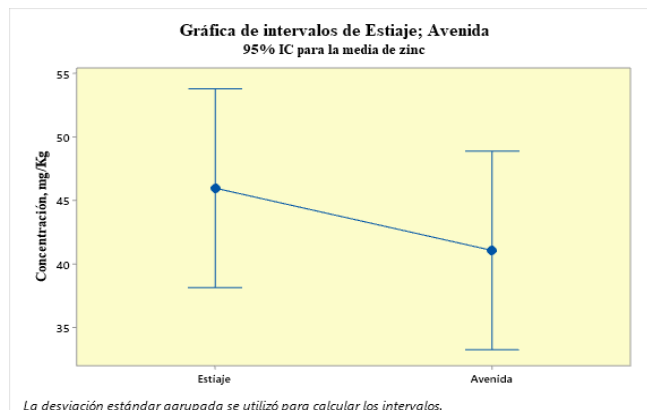 Gráfica de intervalos de Estiaje; Avenida
95% IC para la media de zinc
55
50
45
40
35
Concentración, mg/Kg
Estiaje
Avenida
La desviación estándar agrupada se utilizó para calcular los intervalos.